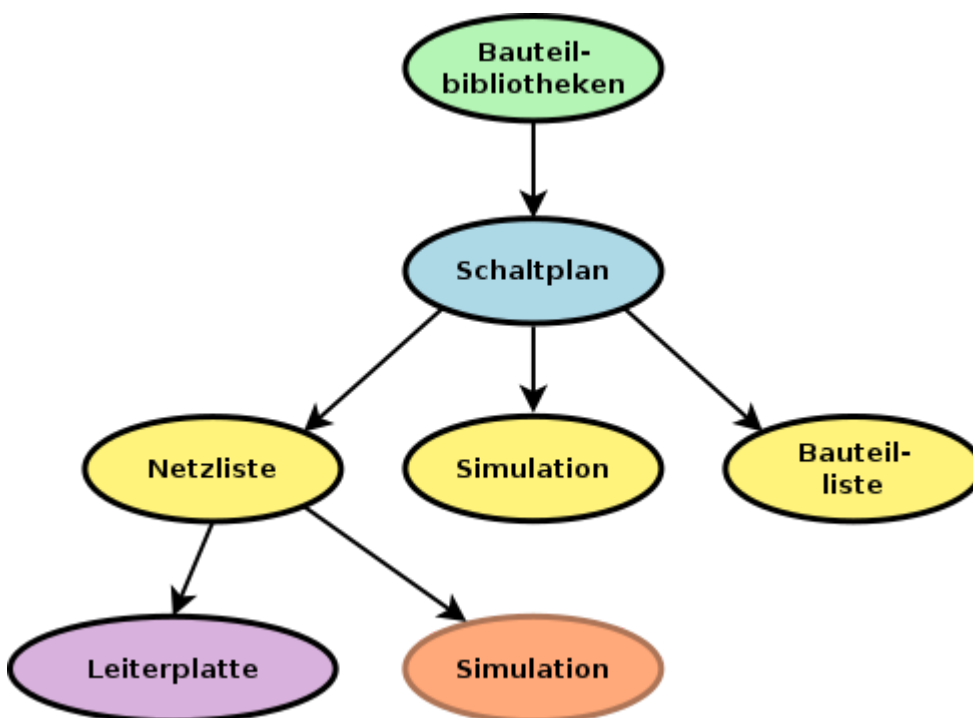 Bauteil-
bibliotheken
Schaltplan
Netzliste
Simulation
Bauteil-
liste
Leiterplatte
Simulation